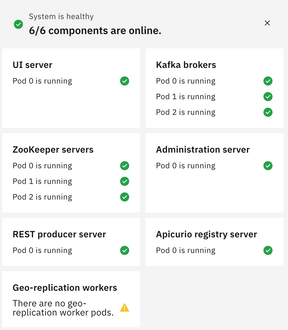 System is healthy
6/6 components are online.
UI server
Pod 0 is running
Kafka brokers
Pod 0 is running
Pod 1 is running
Pod 2 is running
ZooKeeper servers
Pod 0 is running
Pod 1 is running
Pod 2 is running
Administration server
Pod 0 is running
REST producer server
Pod 0 is running
Apicurio registry server
Pod 0 is running
Geo-replication workers
There are no geo-
replication worker pods.